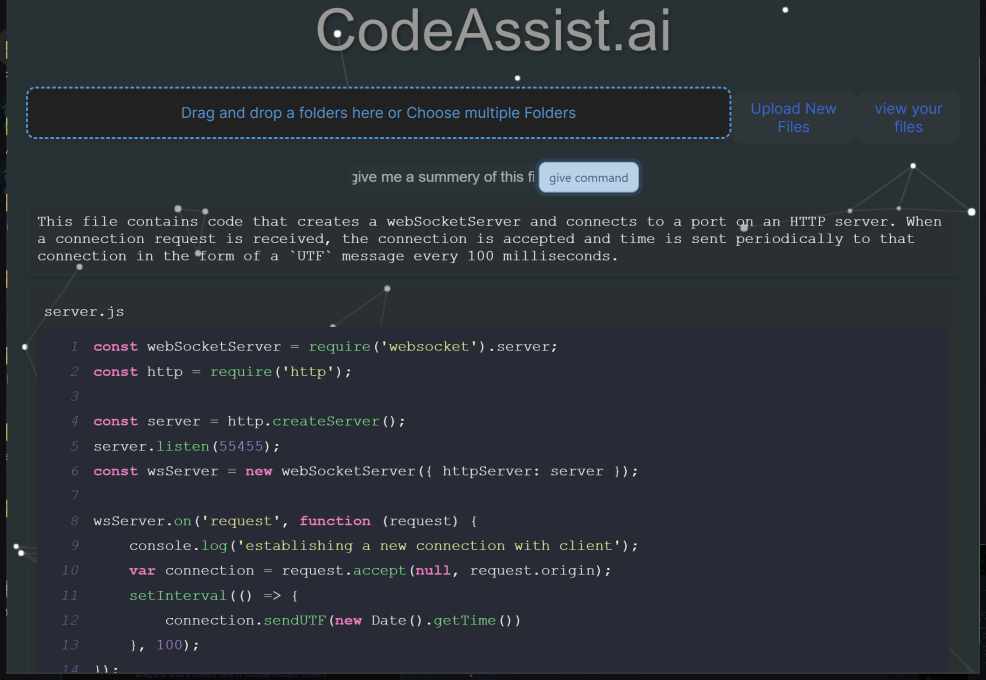 CodeAssist.ai
Drag and drop a folders here or Choose multiple Folders
Upload New
Files
view your
files
give me a summery of this fi
give command
This file contains code that creates a webSocketServer and connects to a port on an HTTP server. When
a connection request is received, the connection is accepted and time is sent periodically to that
connection in the form of a `UTF` message every 100 milliseconds.
server.js
1 const webSocketServer = require('websocket').server;
2 const http = require('http');
3
4 const server = http.createServer();
5 server.listen(55455);
6 const wsServer = new webSocketServer({ httpServer: server });
7
8 wsServer.on('request', function (request) {
9     console.log('establishing a new connection with client');
10     var connection = request.accept(null, request.origin);
11     setInterval(() => {
12         connection.sendUTF(new Date().getTime())
13     }, 100);
14 });